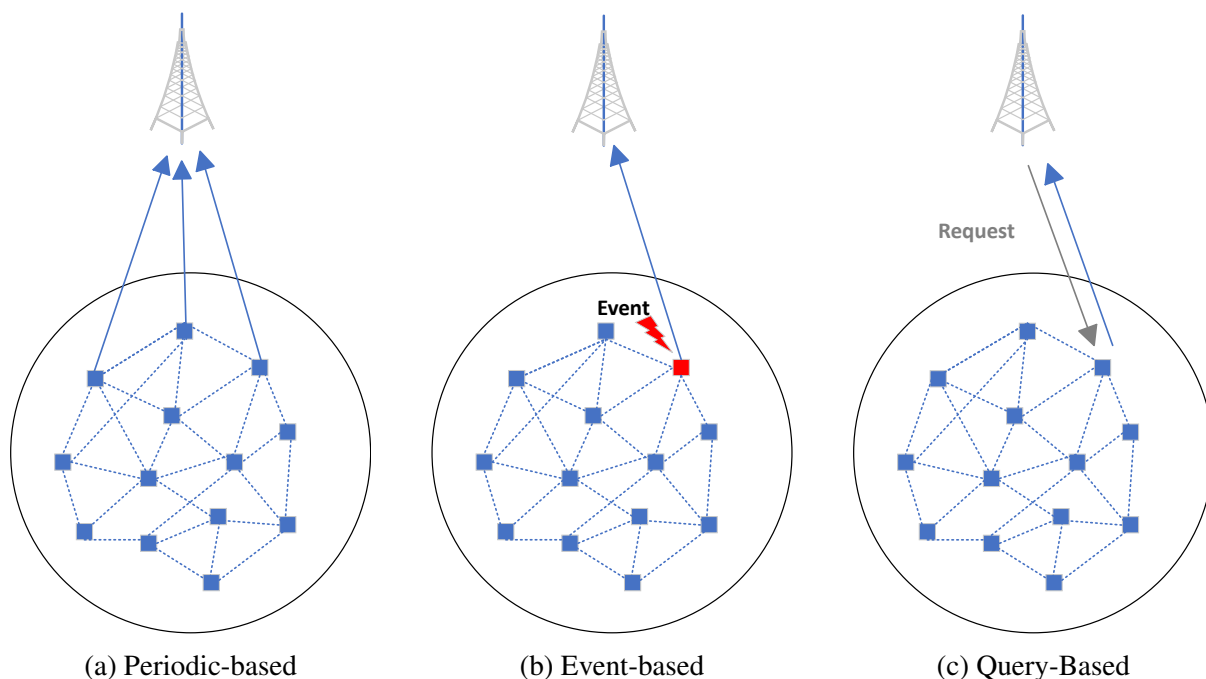 Request
Event
(a) Periodic-based
(b) Event-based
(c) Query-Based